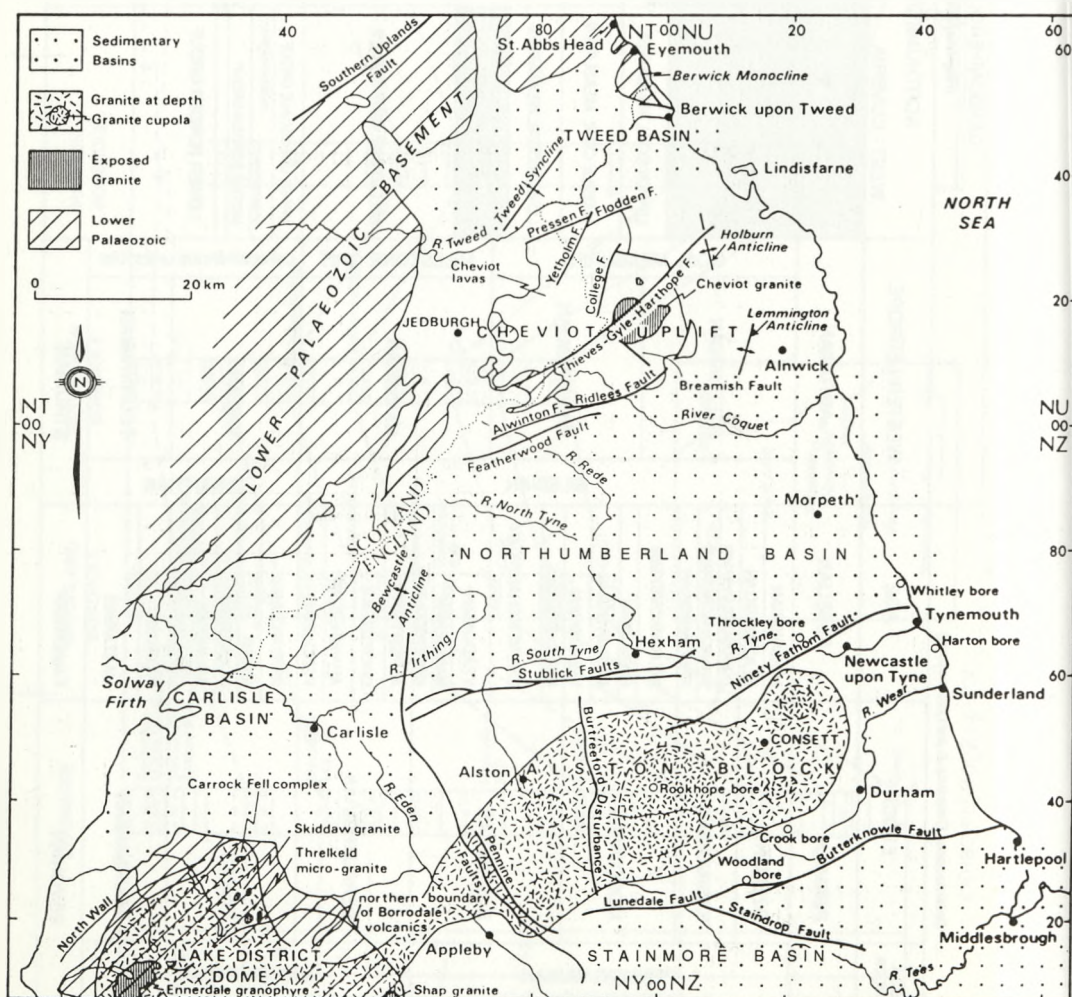 40
80
NT 00 NU
20
60
60
Sedimentary
Basins
Granite at depth
Granite cupola
Exposed
Granite
Lower
Palaeozoic
0
20 km
N
Southern Uplands
Fault
St. Abbs Head
Eyemouth
Berwick Monocline
Berwick upon Tweed
TWEED BASIN
Lindisfarne
40
NORTH
SEA
LOWER PALAEOZOIC BASEMENT
Tweed Syncline
R. Tweed
Pressen F.
Flodden F.
Yetholm F.
College F.
Holburn
Anticline
Cheviot
lavas
Cheviot granite
20
JEDBURGH
CHEVIOT UPLIFT
Thieves-Gyle-Harthope F.
Lemmington
Anticline
Alnwick
Breamish Fault
Ridlees Fault
Alwinton F.
River Coquet
Featherwood Fault
NT
00
NY
NU
00
NZ
R. Rede
R. North Tyne
Morpeth
SCOTLAND
ENGLAND
NORTHUMBERLAND BASIN
80
Bewcastle
Anticline
Whitley bore
Tynemouth
Throckley bore
R. Tyne
Hexham
Harton bore
R. Irthing
R. South Tyne
Stublick Faults
Ninety Fathom Fault
Newcastle
upon Tyne
60
Solway
Firth
CARLISLE
BASIN
R. Wear
Sunderland
Carlisle
CONSETT
Alston
ALSTON BLOCK
Burtreeford Disturbance
Rookhope bore
Durham
Carrock Fell complex
R. Eden
40
Skiddaw granite
Crook bore
Butterknowle Fault
Threlkeld
micro-granite
Woodland
bore
Hartlepool
Pennine
Faults
North Wall
northern boundary
of Borrodale
volcanics
Lunedale Fault
Staindrop Fault
20
Middlesbrough
Appleby
LAKE DISTRICT
DOME
STAINMORE BASIN
R. Tees
Ennerdale granophyre
Shap granite
NY 00 NZ